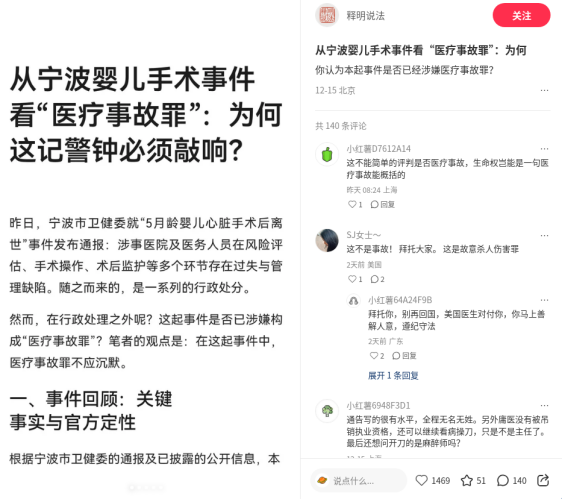 从宁波婴儿手术事件
看“医疗事故罪”：为何
这记警钟必须敲响？
昨日，宁波市卫健委就“5月龄婴儿心脏手术后离
世”事件发布通报：涉事医院及医务人员在风险评
估、手术操作、术后监护等多个环节存在过失与管
理缺陷。随之而来的，是一系列的行政处分。
然而，在行政处理之外呢？这起事件是否已涉嫌构
成“医疗事故罪”？笔者的观点是：在这起事件中，
医疗事故罪不应沉默。
一、事件回顾：关键
事实与官方定性
根据宁波市卫健委的通报及已披露的公开信息，本
释明说法
关注
从宁波婴儿手术事件看“医疗事故罪”：为何
你认为本起事件是否已经涉嫌医疗事故罪？
12-15 北京
共 140 条评论
小红薯D7612A14
这不能简单的评判是否医疗事故，生命权岂能是一句医
疗事故能概括的
昨天 08:24 上海
1 回复
SJ女士～
这不是事故！ 拜托大家。 这是故意杀人伤害罪
2天前 美国
1 2
小红薯64A24F9B
拜托你，别再回国，美国医生对付你，你马上善
解人意，遵纪守法
2天前 广东
2 回复
展开 1 条回复
小红薯6948F3D1
通告写的很有水平，全程无名无姓。另外庸医没有被吊
销执业资格，还可以继续看病操刀，只是不是主任了。
最后还想问开刀的是麻醉师吗？
说点什么...
1469
51
140